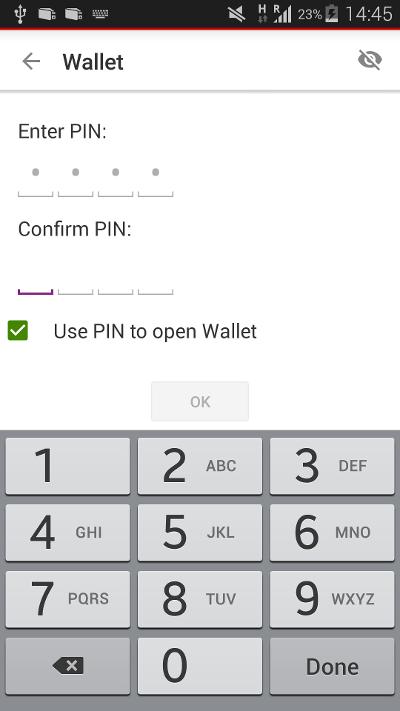 H R 23% 14:45
Wallet
Enter PIN:
Confirm PIN:
Use PIN to open Wallet
OK
1 2 ABC 3 DEF
4 GHI 5 JKL 6 MNO
7 PQRS 8 TUV 9 WXYZ
0 Done